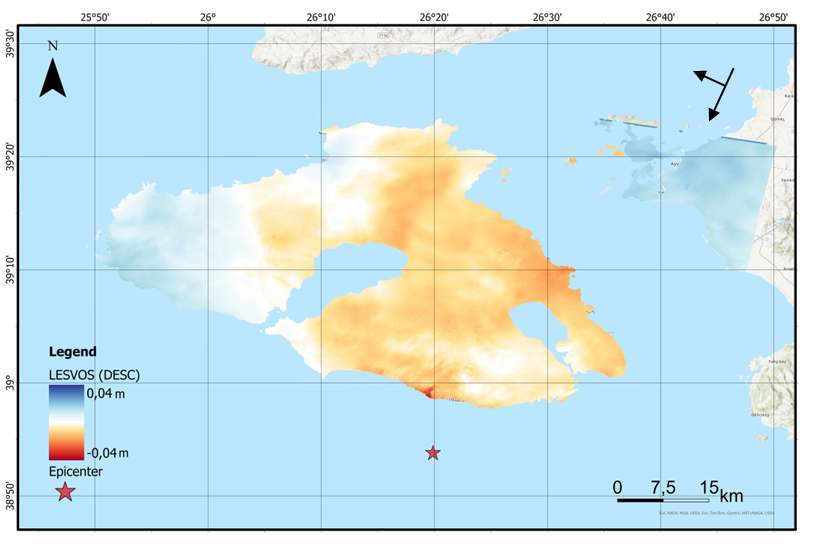 25°50' 26° 26°10' 26°20' 26°30' 26°40' 26°50'
39°30'
N
39°20'
39°10'
Legend
LESVOS (DESC)
0,04 m
-0,04 m
Epicenter
39°
38°50'
0 7,5 15 km